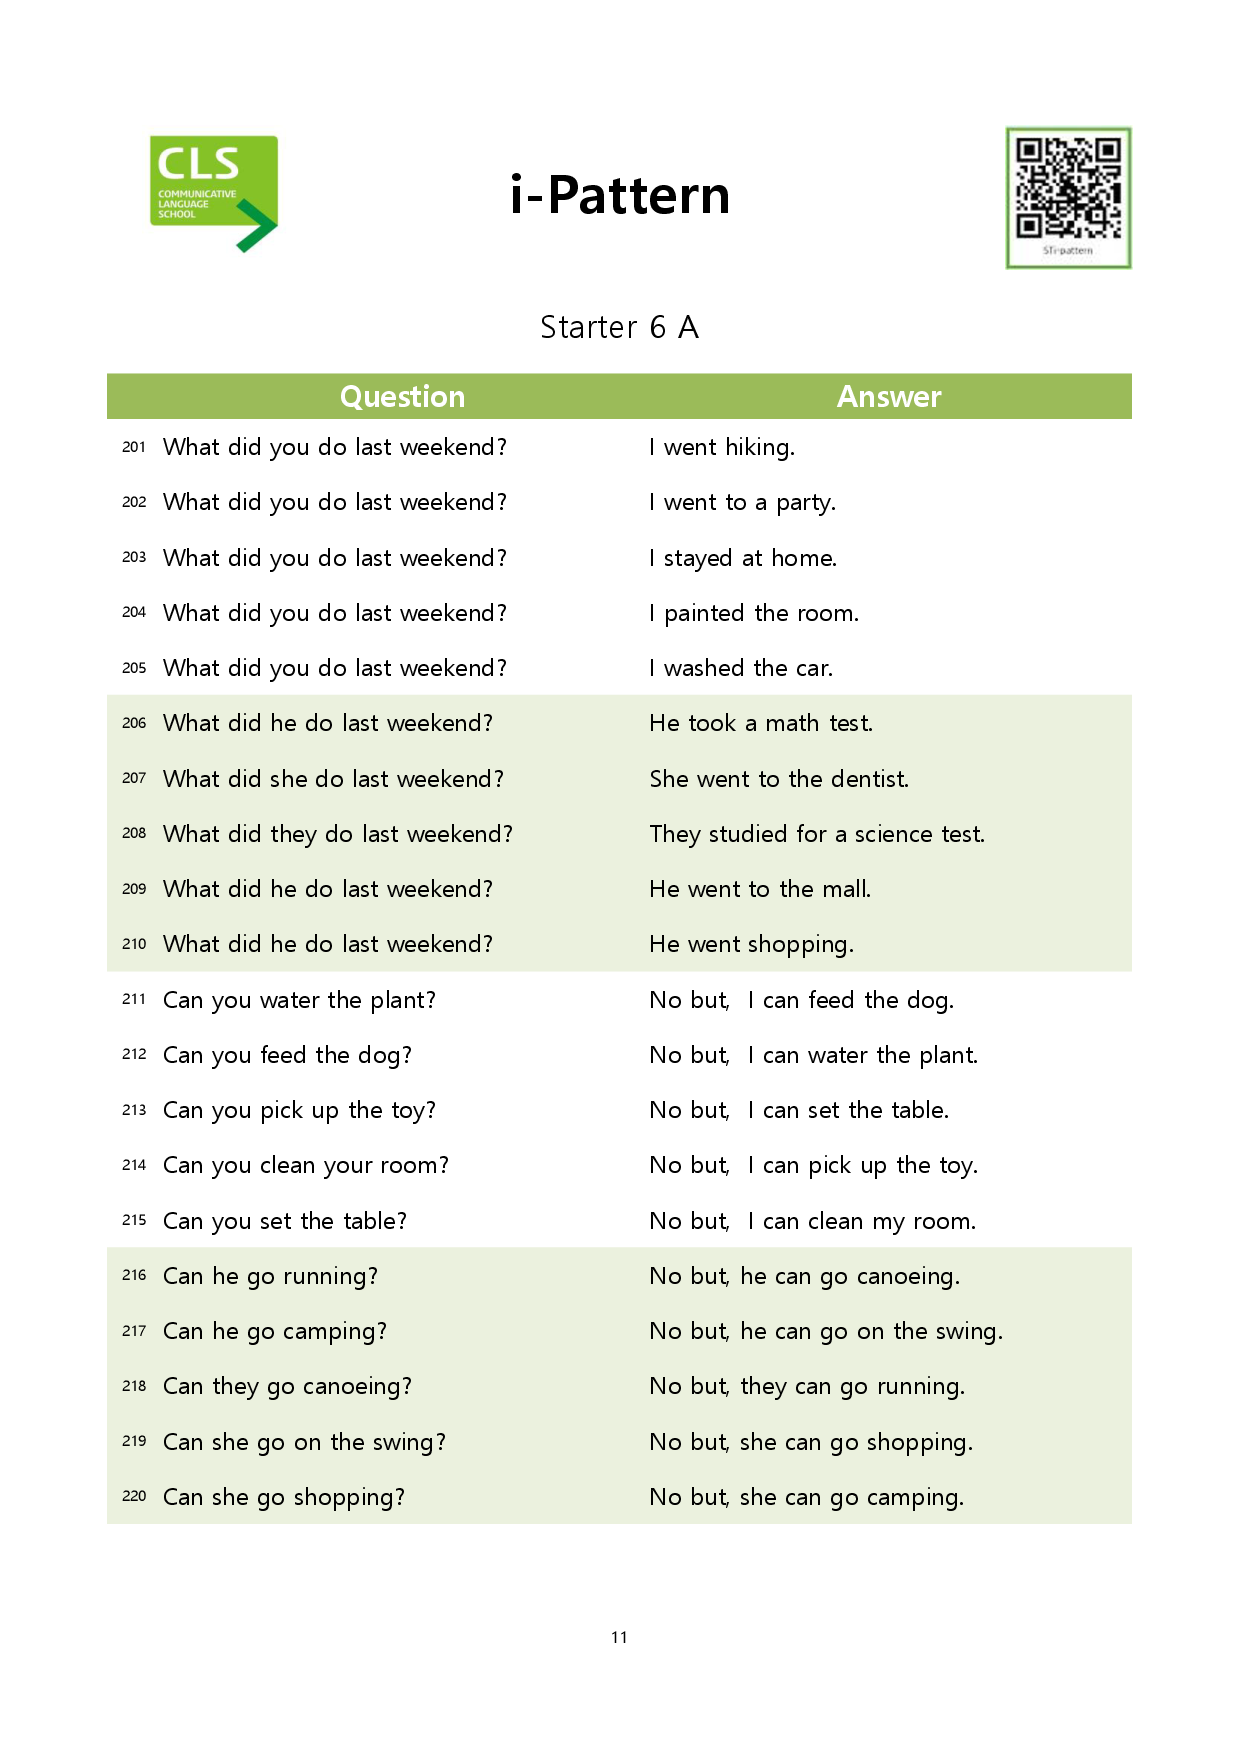 CLS
COMMUNICATIVE
LANGUAGE
SCHOOL
i-Pattern
STi-pattern
Starter 6 A
Question Answer
201 What did you do last weekend? I went hiking.
202 What did you do last weekend? I went to a party.
203 What did you do last weekend? I stayed at home.
204 What did you do last weekend? I painted the room.
205 What did you do last weekend? I washed the car.
206 What did he do last weekend? He took a math test.
207 What did she do last weekend? She went to the dentist.
208 What did they do last weekend? They studied for a science test.
209 What did he do last weekend? He went to the mall.
210 What did he do last weekend? He went shopping.
211 Can you water the plant? No but, I can feed the dog.
212 Can you feed the dog? No but, I can water the plant.
213 Can you pick up the toy? No but, I can set the table.
214 Can you clean your room? No but, I can pick up the toy.
215 Can you set the table? No but, I can clean my room.
216 Can he go running? No but, he can go canoeing.
217 Can he go camping? No but, he can go on the swing.
218 Can they go canoeing? No but, they can go running.
219 Can she go on the swing? No but, she can go shopping.
220 Can she go shopping? No but, she can go camping.
11